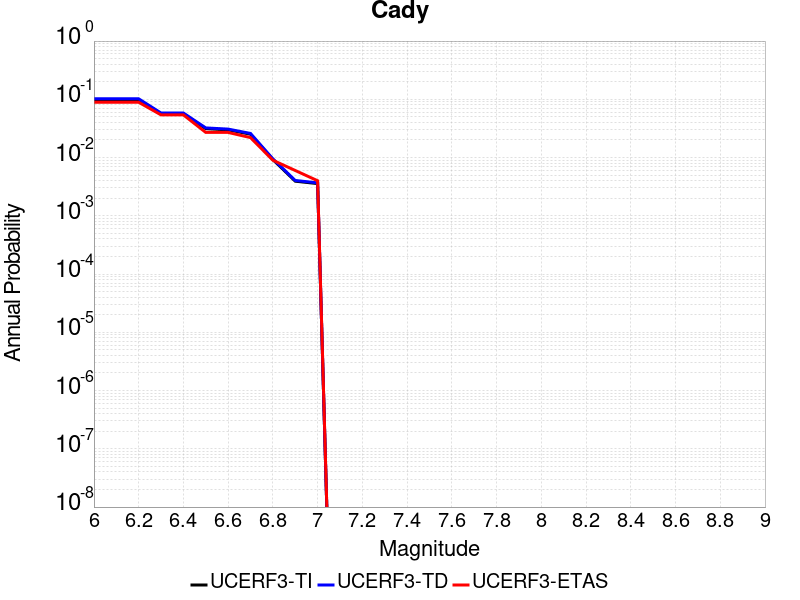 Cady
Annual Probability
10^0
10^-1
10^-2
10^-3
10^-4
10^-5
10^-6
10^-7
10^-8
6 6.2 6.4 6.6 6.8 7 7.2 7.4 7.6 7.8 8 8.2 8.4 8.6 8.8 9
Magnitude
UCERF3-TI UCERF3-TD UCERF3-ETAS